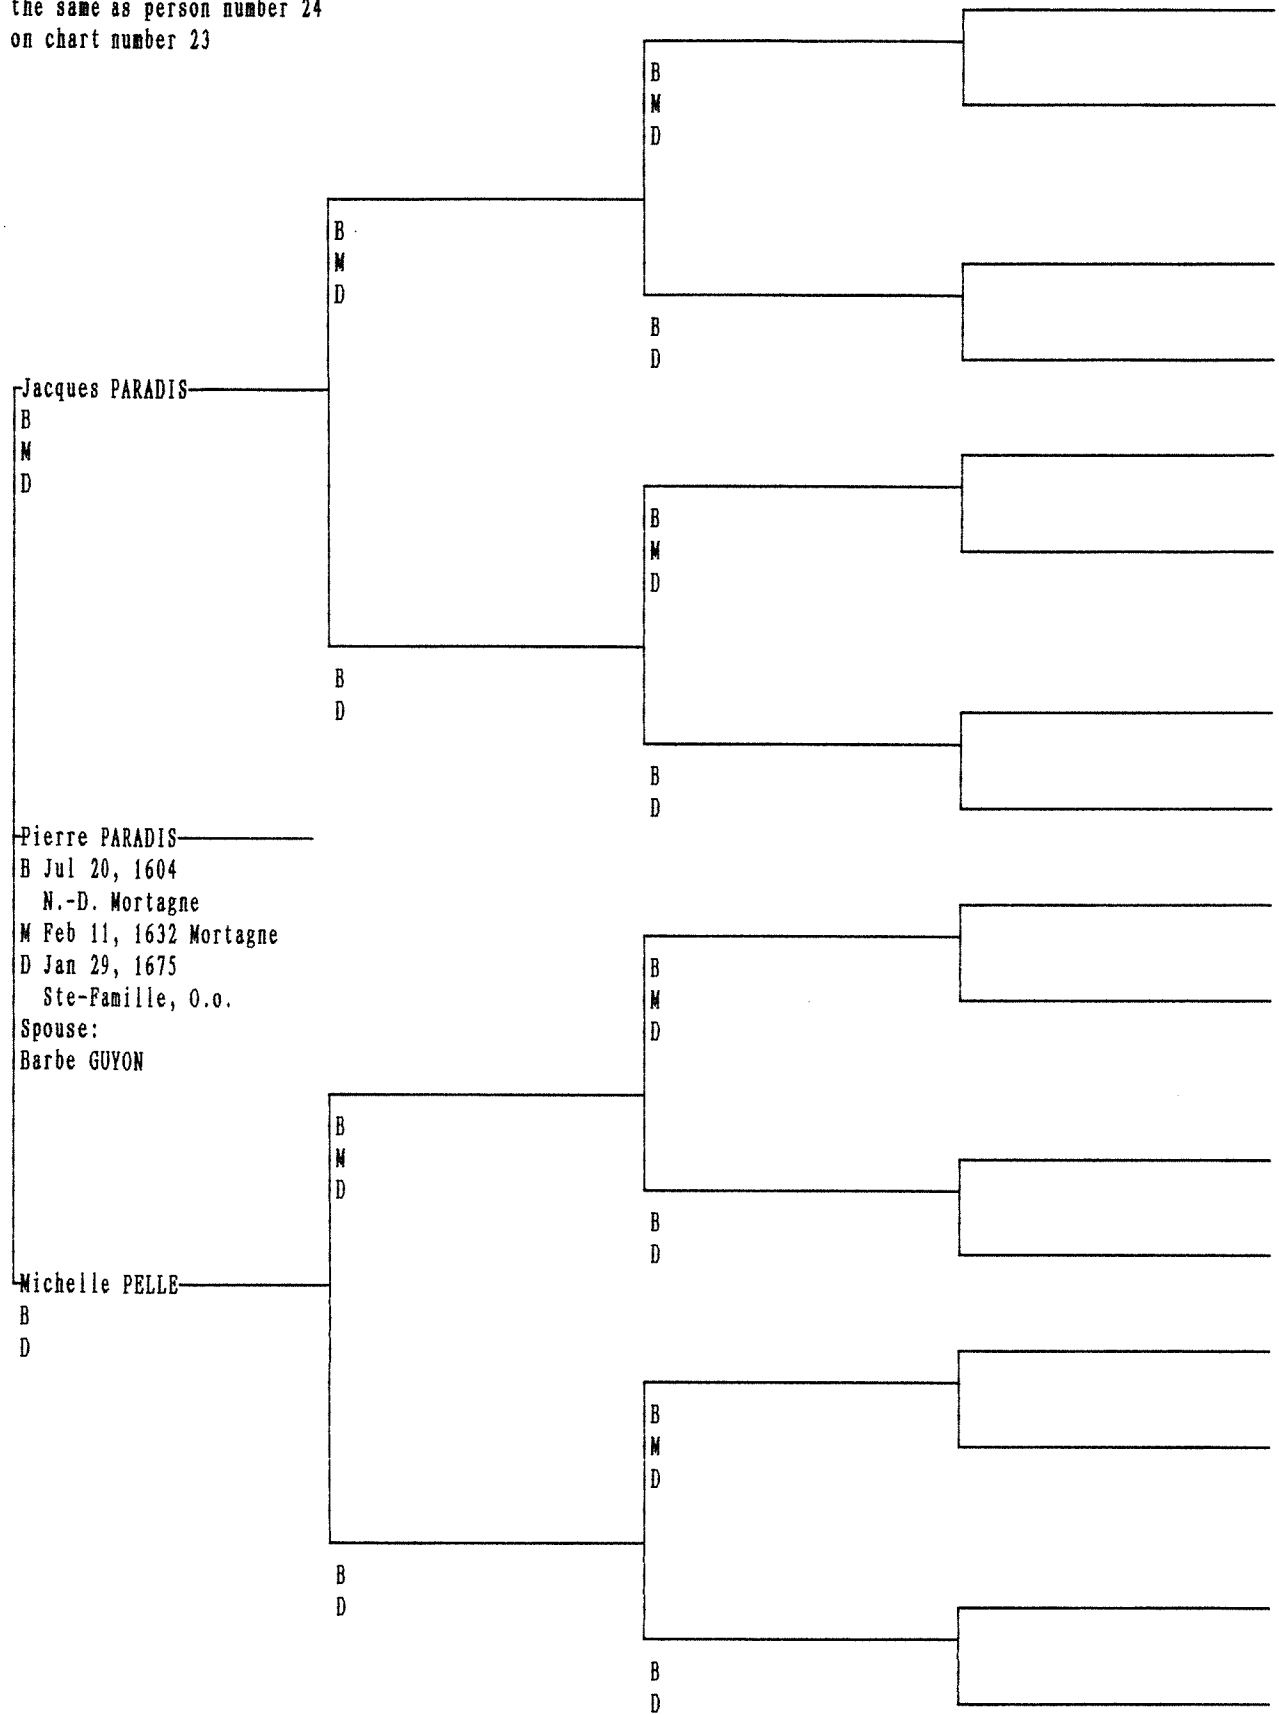 the same as person number 24
on chart number 23
B
M
D
B
M
D
B
D
Jacques PARADIS
B
M
D
B
M
D
B
D
B
D
Pierre PARADIS
B Jul 20, 1604
N.-D. Mortagne
M Feb 11, 1632 Mortagne
D Jan 29, 1675
Ste-Famille, O.o.
Spouse:
Barbe GUYON
B
M
D
B
M
D
B
D
Michelle PELLE
B
D
B
M
D
B
D
B
D